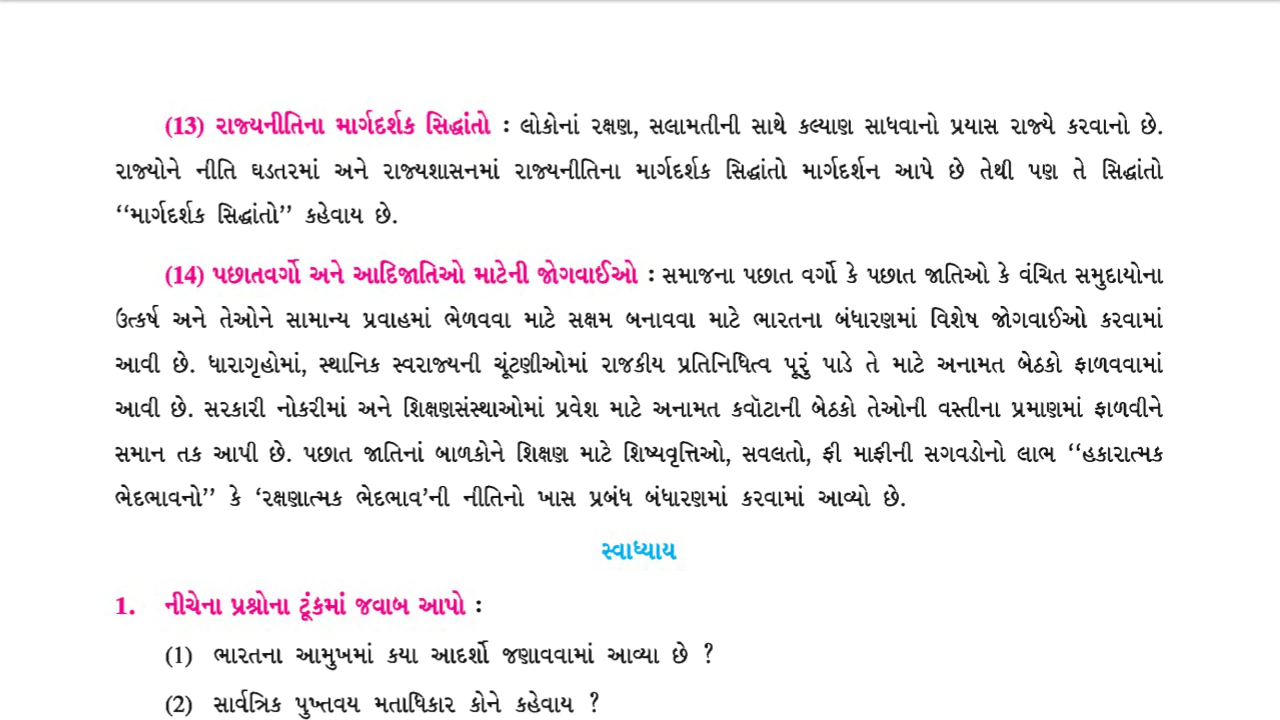 (13) રાજ્યનીતિના માર્ગદર્શક સિદ્ધાંતો : લોકોનાં રક્ષણ, સલામતીની સાથે કલ્યાણ સાધવાનો પ્રયાસ રાજ્યે કરવાનો છે.
રાજ્યોને નીતિ ઘડતરમાં અને રાજ્યશાસનમાં રાજ્યનીતિના માર્ગદર્શક સિદ્ધાંતો માર્ગદર્શન આપે છે તેથી પણ તે સિદ્ધાંતો
‘‘માર્ગદર્શક સિદ્ધાંતો’’ કહેવાય છે.
(14) પછાતવર્ગો અને આદિજાતિઓ માટેની જોગવાઈઓ : સમાજના પછાત વર્ગો કે પછાત જાતિઓ કે વંચિત સમુદાયોના
ઉત્કર્ષ અને તેઓને સામાન્ય પ્રવાહમાં ભેળવવા માટે સક્ષમ બનાવવા માટે ભારતના બંધારણમાં વિશેષ જોગવાઈઓ કરવામાં
આવી છે. ધારાગૃહોમાં, સ્થાનિક સ્વરાજ્યની ચૂંટણીઓમાં રાજકીય પ્રતિનિધિત્વ પૂરું પાડે તે માટે અનામત બેઠકો ફાળવવામાં
આવી છે. સરકારી નોકરીમાં અને શિક્ષણસંસ્થાઓમાં પ્રવેશ માટે અનામત કવૉટાની બેઠકો તેઓની વસ્તીના પ્રમાણમાં ફાળવીને
સમાન તક આપી છે. પછાત જાતિનાં બાળકોને શિક્ષણ માટે શિષ્યવૃત્તિઓ, સવલતો, ફી માફીની સગવડોનો લાભ ‘‘હકારાત્મક
ભેદભાવનો’’ કે ‘રક્ષણાત્મક ભેદભાવ’ની નીતિનો ખાસ પ્રબંધ બંધારણમાં કરવામાં આવ્યો છે.
સ્વાધ્યાય
1. નીચેના પ્રશ્નોના ટૂંકમાં જવાબ આપો :
(1) ભારતના આમુખમાં કયા આદર્શો જણાવવામાં આવ્યા છે ?
(2) સાર્વત્રિક પુખ્તવય મતાધિકાર કોને કહેવાય ?